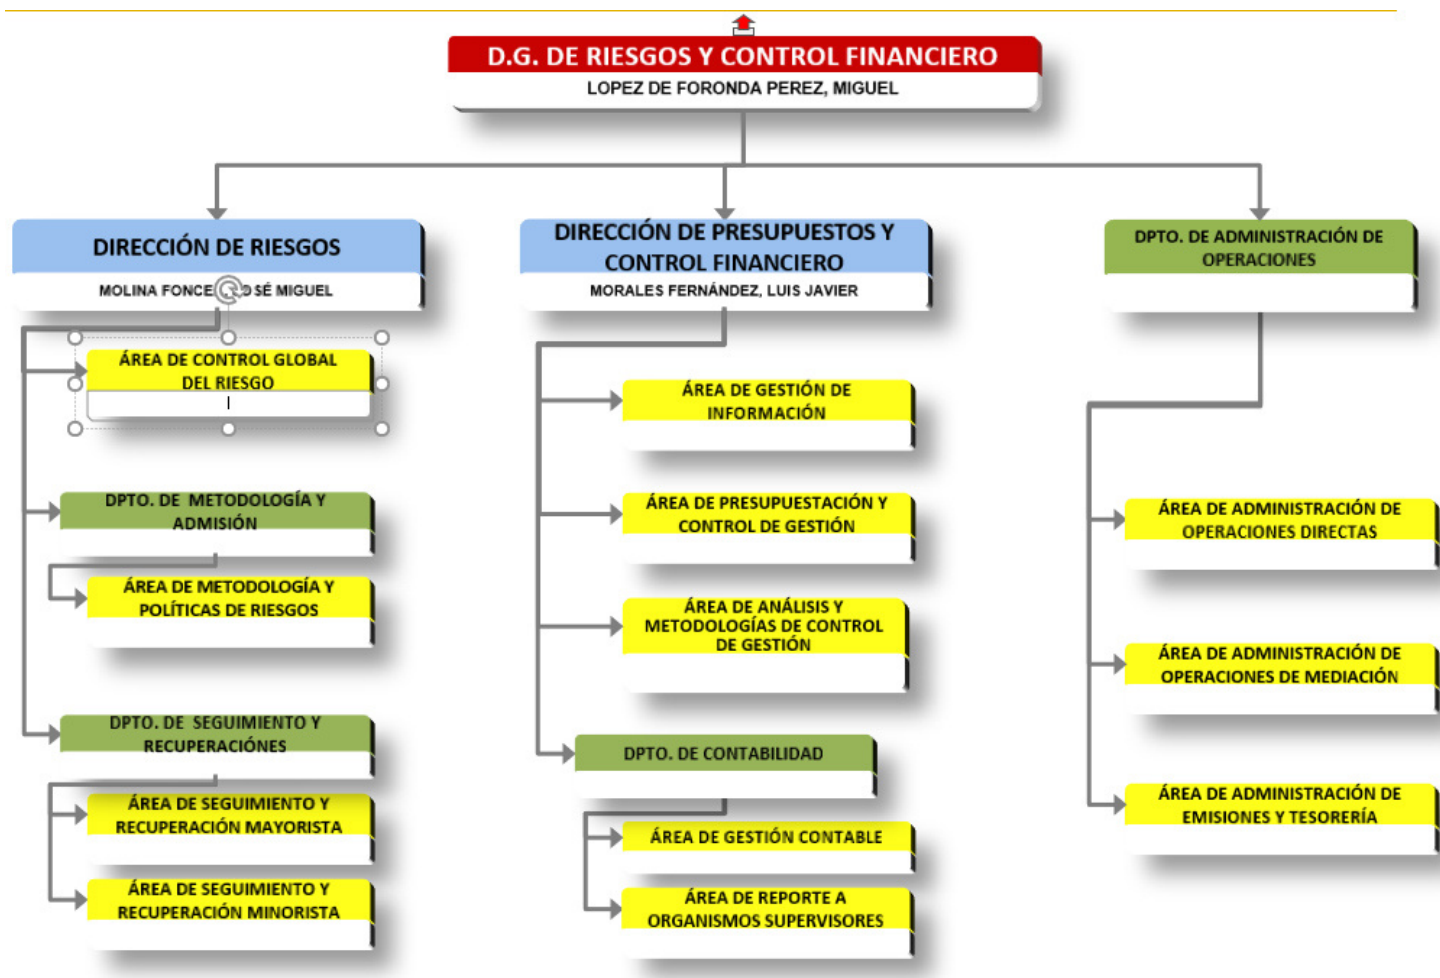 D.G. DE RIESGOS Y CONTROL FINANCIERO
LOPEZ DE FORONDA PEREZ, MIGUEL
DIRECCIÓN DE RIESGOS
MOLINA JOSÉ MIGUEL
ÁREA DE CONTROL GLOBAL
DEL RIESGO
DPTO. DE METODOLOGÍA Y
ADMISIÓN
ÁREA DE METODOLOGÍA Y
POLÍTICAS DE RIESGOS
DPTO. DE SEGUIMIENTO Y
RECUPERACIÓNES
ÁREA DE SEGUIMIENTO Y
RECUPERACIÓN MAYORISTA
ÁREA DE SEGUIMIENTO Y
RECUPERACIÓN MINORISTA
DIRECCIÓN DE PRESUPUESTOS Y
CONTROL FINANCIERO
MORALES FERNÁNDEZ, LUIS JAVIER
ÁREA DE GESTIÓN DE
INFORMACIÓN
ÁREA DE PRESUPUESTACIÓN Y
CONTROL DE GESTIÓN
ÁREA DE ANÁLISIS Y
METODOLOGÍAS DE CONTROL
DE GESTIÓN
DPTO. DE CONTABILIDAD
ÁREA DE GESTIÓN CONTABLE
ÁREA DE REPORTE A
ORGANISMOS SUPERVISORES
DPTO. DE ADMINISTRACIÓN DE
OPERACIONES
ÁREA DE ADMINISTRACIÓN DE
OPERACIONES DIRECTAS
ÁREA DE ADMINISTRACIÓN DE
OPERACIONES DE MEDIACIÓN
ÁREA DE ADMINISTRACIÓN DE
EMISIONES Y TESORERÍA